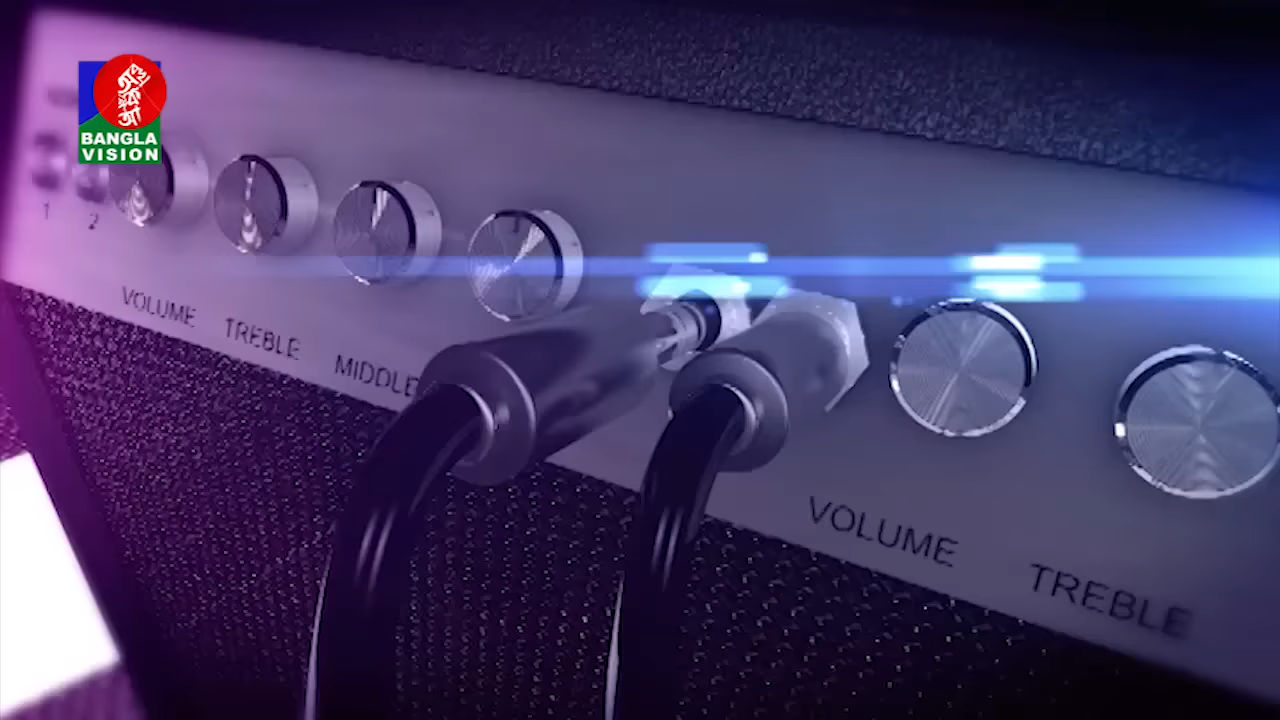 BANGLA
VISION
1
2
VOLUME
TREBLE
MIDDLE
VOLUME
TREBLE